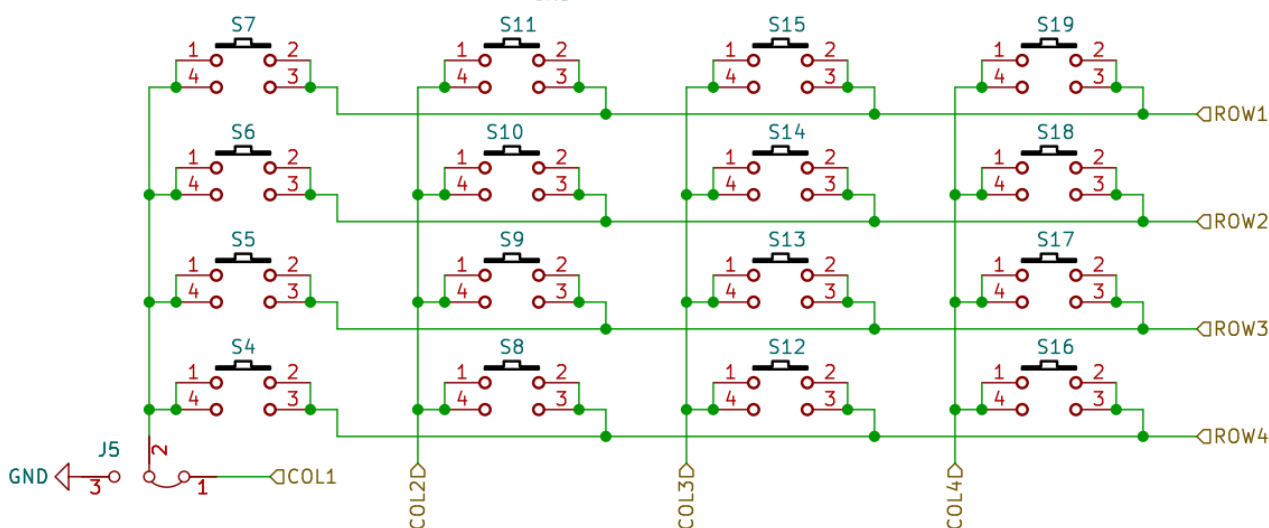 S7 S11 S15 S19
1 2 1 2 1 2 1 2
4 3 4 3 4 3 4 3
ROW1
S6 S10 S14 S18
1 2 1 2 1 2 1 2
4 3 4 3 4 3 4 3
ROW2
S5 S9 S13 S17
1 2 1 2 1 2 1 2
4 3 4 3 4 3 4 3
ROW3
S4 S8 S12 S16
1 2 1 2 1 2 1 2
4 3 4 3 4 3 4 3
ROW4
J5 2
GND 3 1 COL1
COL2 COL3 COL4